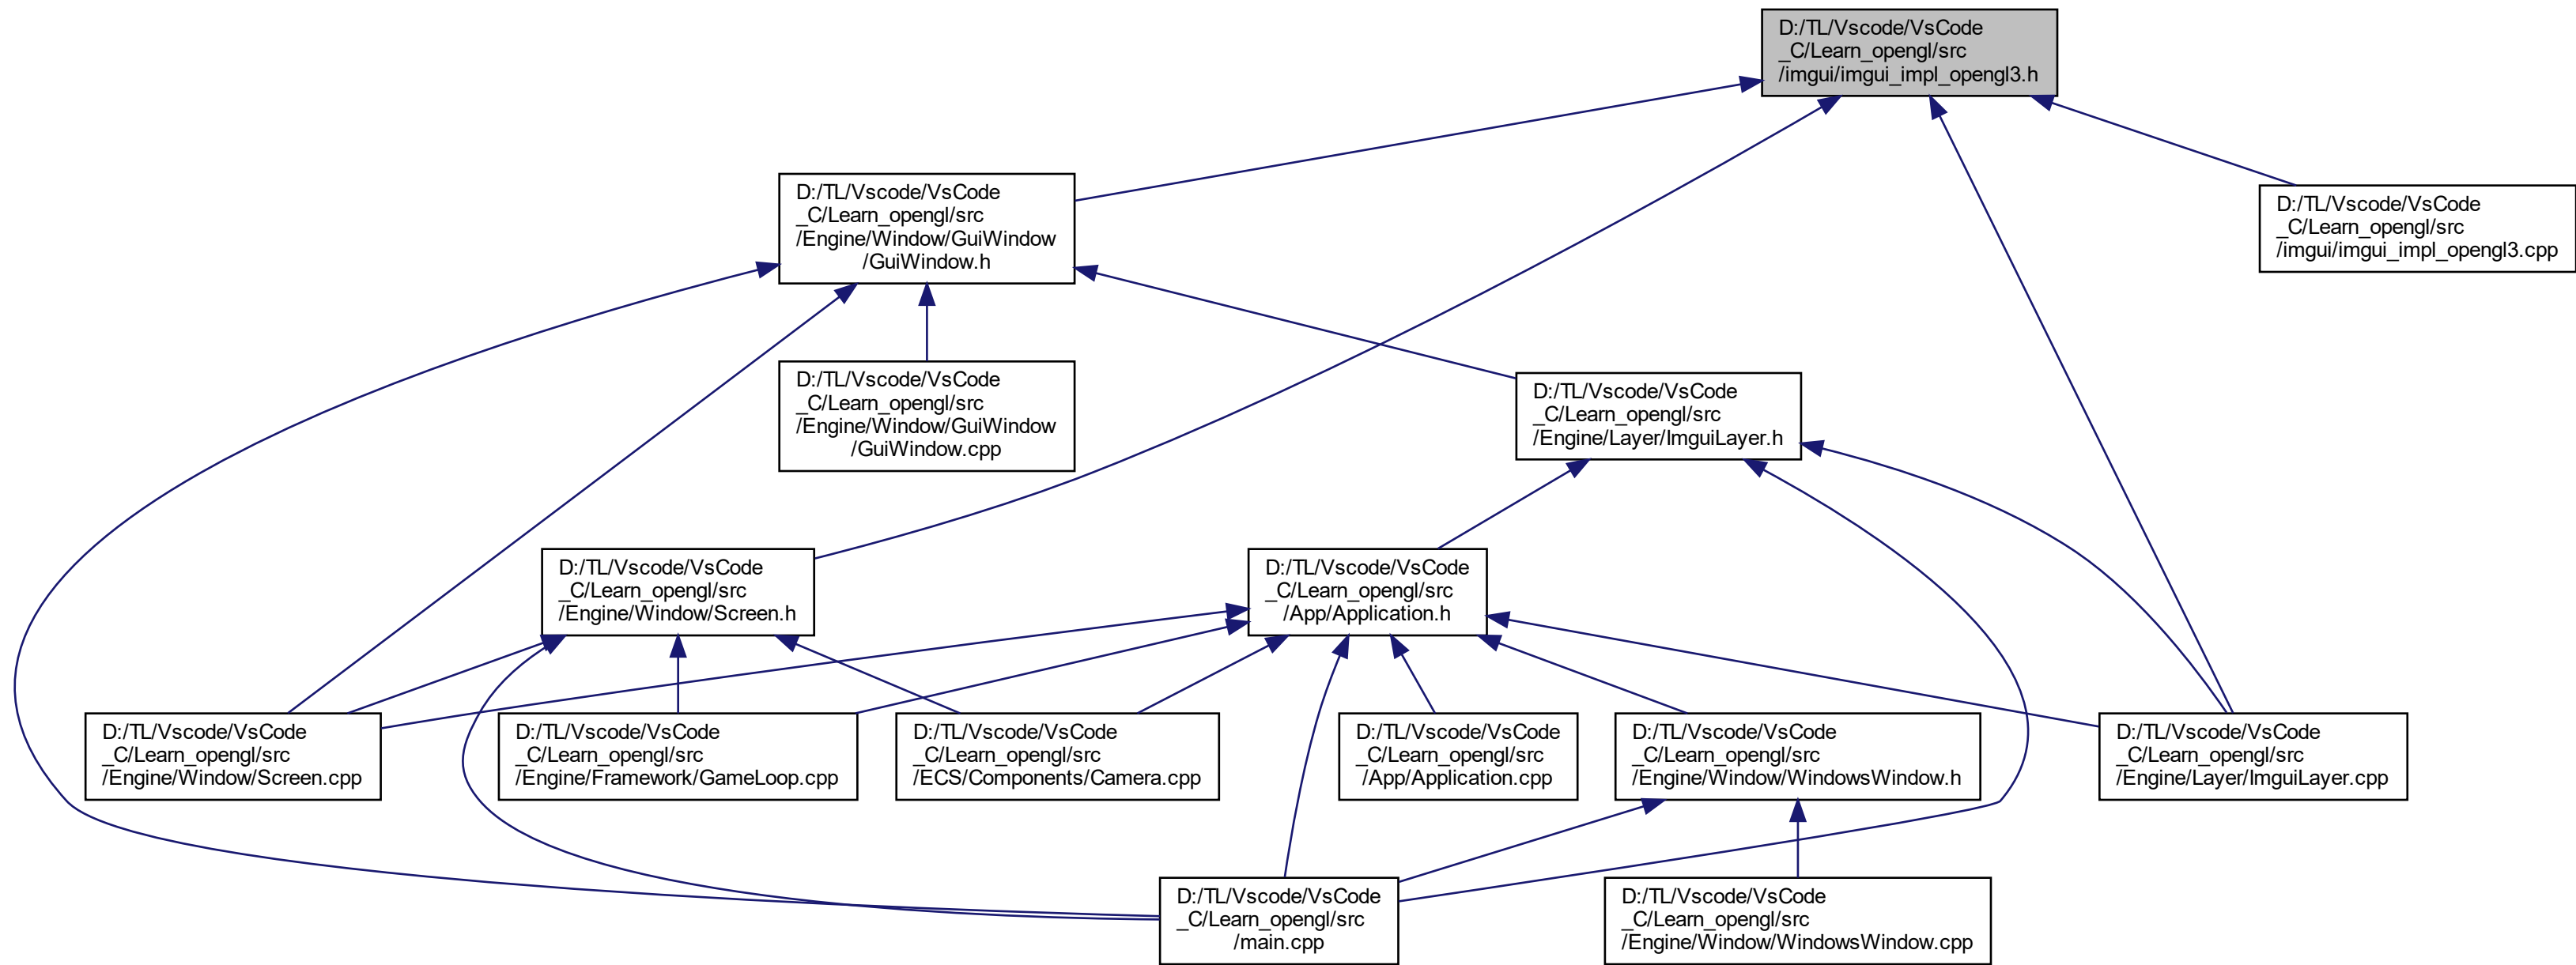 D:/TL/Vscode/VsCode
_C/Learn_opengl/src
/imgui/imgui_impl_opengl3.h
D:/TL/Vscode/VsCode
_C/Learn_opengl/src
/Engine/Window/GuiWindow
/GuiWindow.h
D:/TL/Vscode/VsCode
_C/Learn_opengl/src
/imgui/imgui_impl_opengl3.cpp
D:/TL/Vscode/VsCode
_C/Learn_opengl/src
/Engine/Window/GuiWindow
/GuiWindow.cpp
D:/TL/Vscode/VsCode
_C/Learn_opengl/src
/Engine/Layer/ImguiLayer.h
D:/TL/Vscode/VsCode
_C/Learn_opengl/src
/Engine/Window/Screen.h
D:/TL/Vscode/VsCode
_C/Learn_opengl/src
/App/Application.h
D:/TL/Vscode/VsCode
_C/Learn_opengl/src
/Engine/Window/Screen.cpp
D:/TL/Vscode/VsCode
_C/Learn_opengl/src
/Engine/Framework/GameLoop.cpp
D:/TL/Vscode/VsCode
_C/Learn_opengl/src
/ECS/Components/Camera.cpp
D:/TL/Vscode/VsCode
_C/Learn_opengl/src
/App/Application.cpp
D:/TL/Vscode/VsCode
_C/Learn_opengl/src
/Engine/Window/WindowsWindow.h
D:/TL/Vscode/VsCode
_C/Learn_opengl/src
/Engine/Layer/ImguiLayer.cpp
D:/TL/Vscode/VsCode
_C/Learn_opengl/src
/main.cpp
D:/TL/Vscode/VsCode
_C/Learn_opengl/src
/Engine/Window/WindowsWindow.cpp